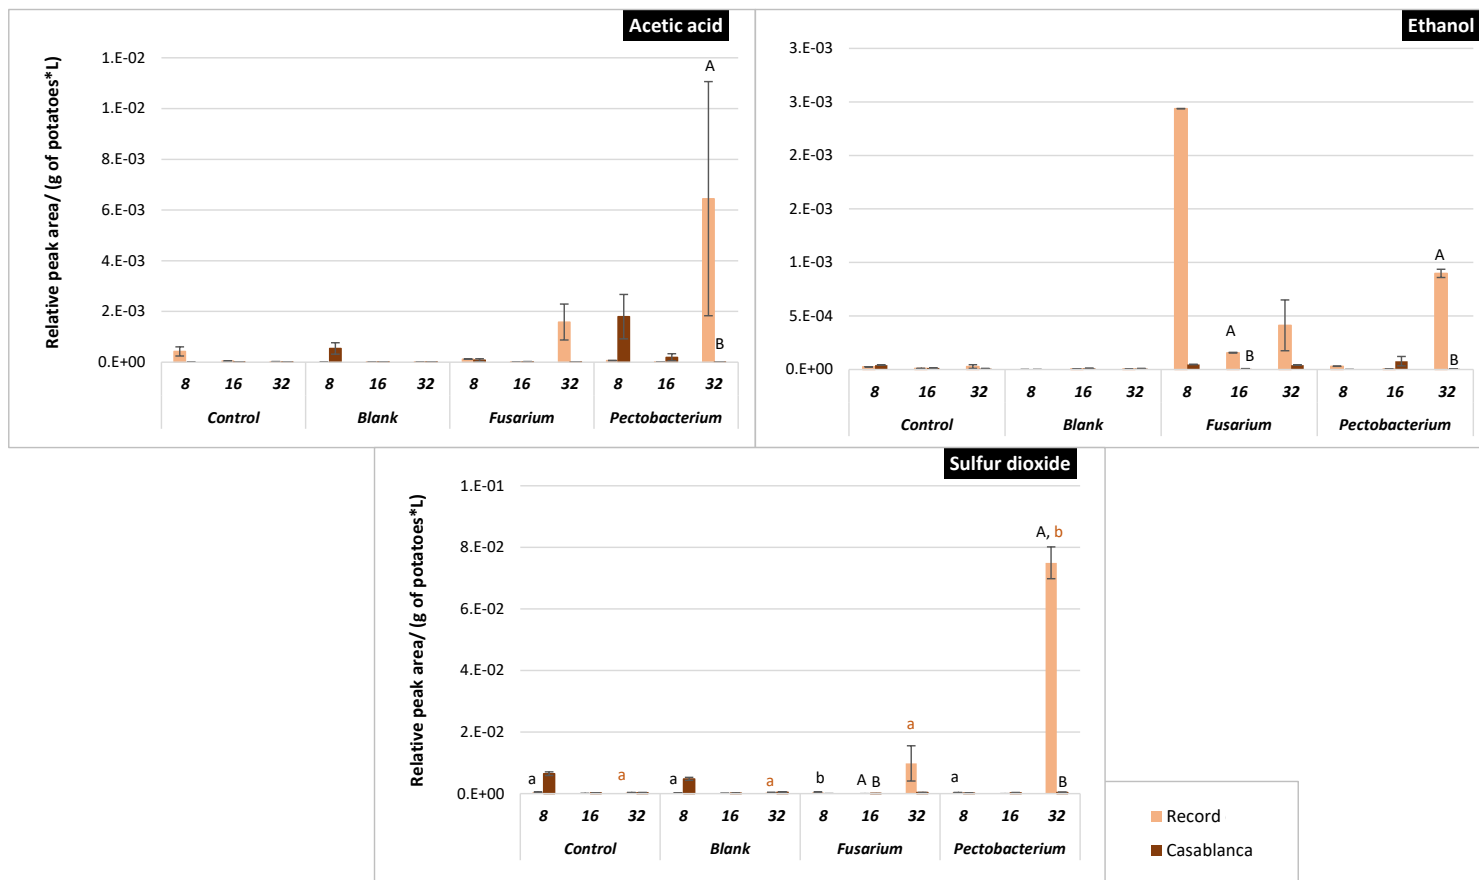 Acetic acid
Relative peak area/ (g of potatoes*L)
1.E-02
1.E-02
8.E-03
6.E-03
4.E-03
2.E-03
0.E+00
A
B
8 16 32 8 16 32 8 16 32 8 16 32
Control Blank Fusarium Pectobacterium
Ethanol
3.E-03
3.E-03
2.E-03
2.E-03
1.E-03
5.E-04
0.E+00
A
B
A
B
8 16 32 8 16 32 8 16 32 8 16 32
Control Blank Fusarium Pectobacterium
Sulfur dioxide
Relative peak area/ (g of potatoes*L)
1.E-01
8.E-02
6.E-02
4.E-02
2.E-02
0.E+00
A, b
a
a a a a b A B a B
8 16 32 8 16 32 8 16 32 8 16 32
Control Blank Fusarium Pectobacterium
Record
Casablanca